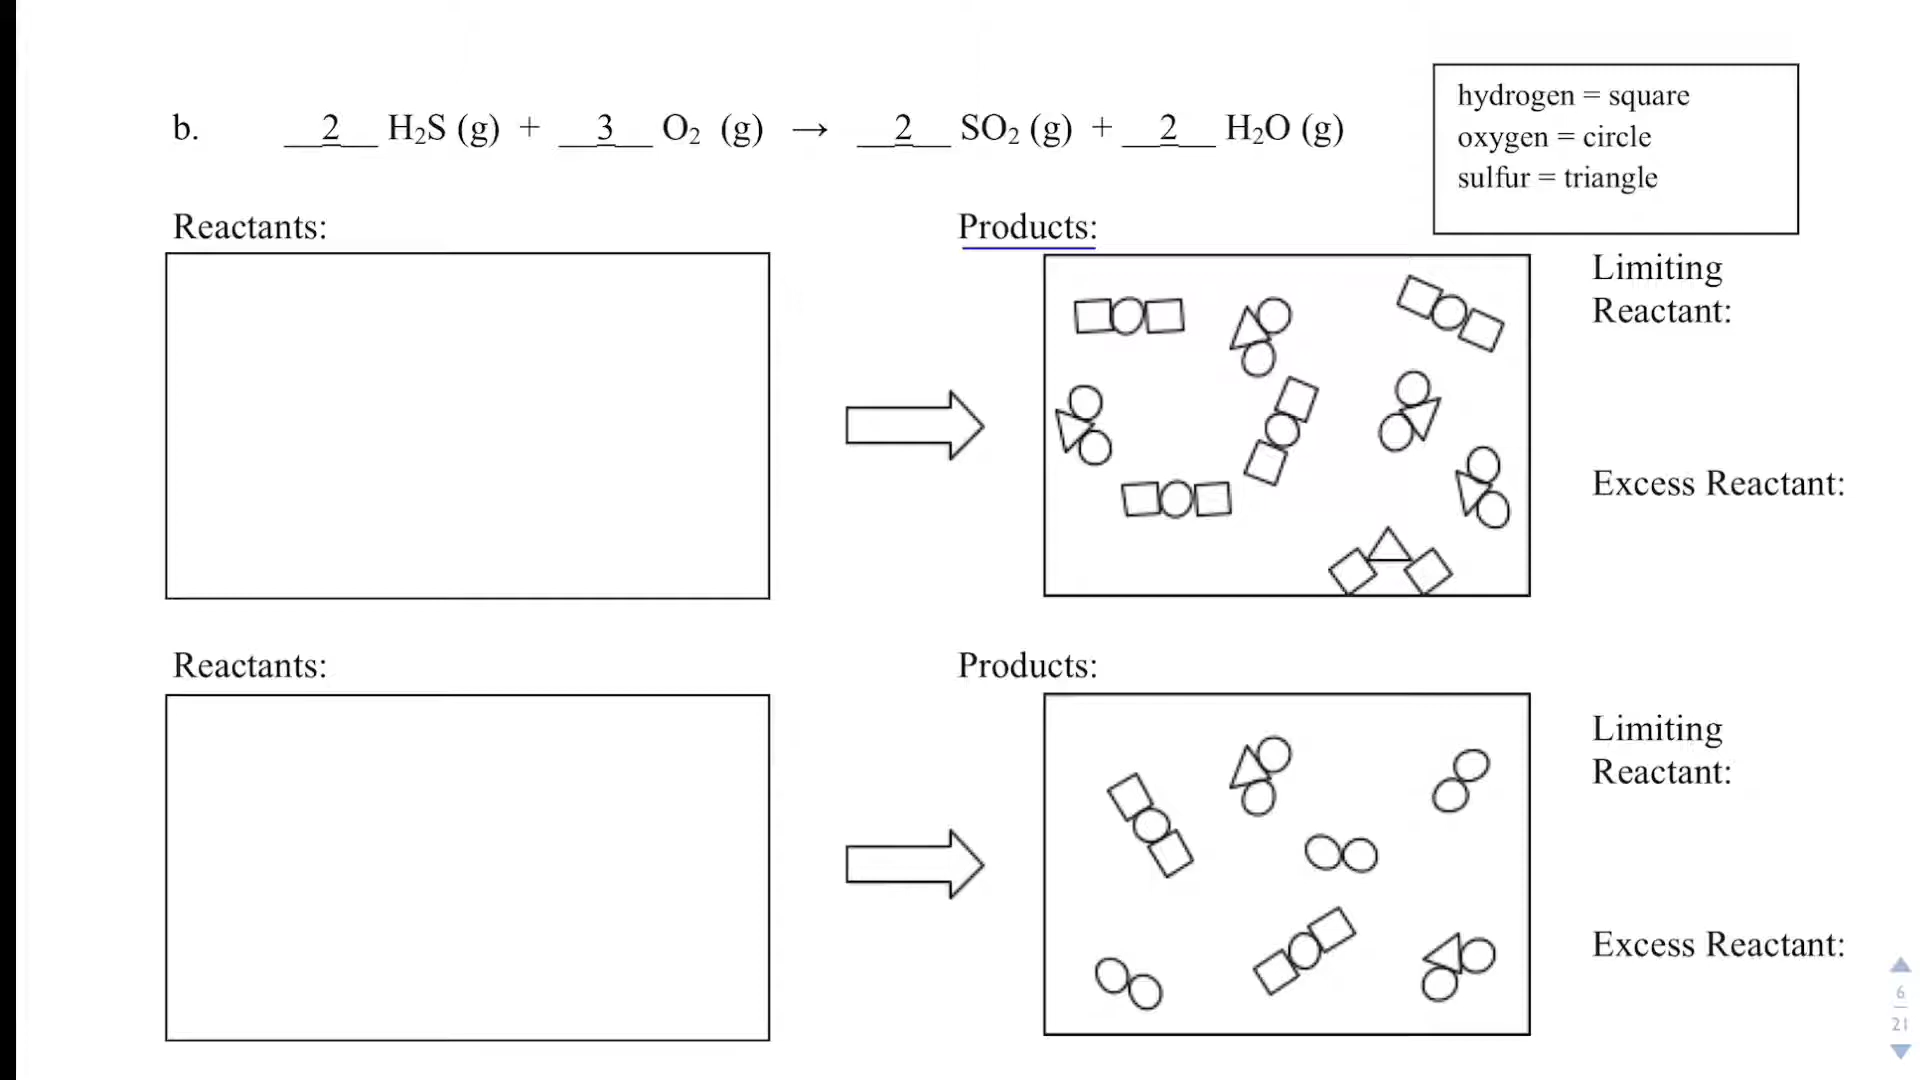 b. __2__ H₂S (g) + __3__ O₂ (g) → __2__ SO₂ (g) + __2__ H₂O (g)
hydrogen = square
oxygen = circle
sulfur = triangle
Reactants:
Products:
Limiting
Reactant:
Excess Reactant:
Reactants:
Products:
Limiting
Reactant:
Excess Reactant:
6
21